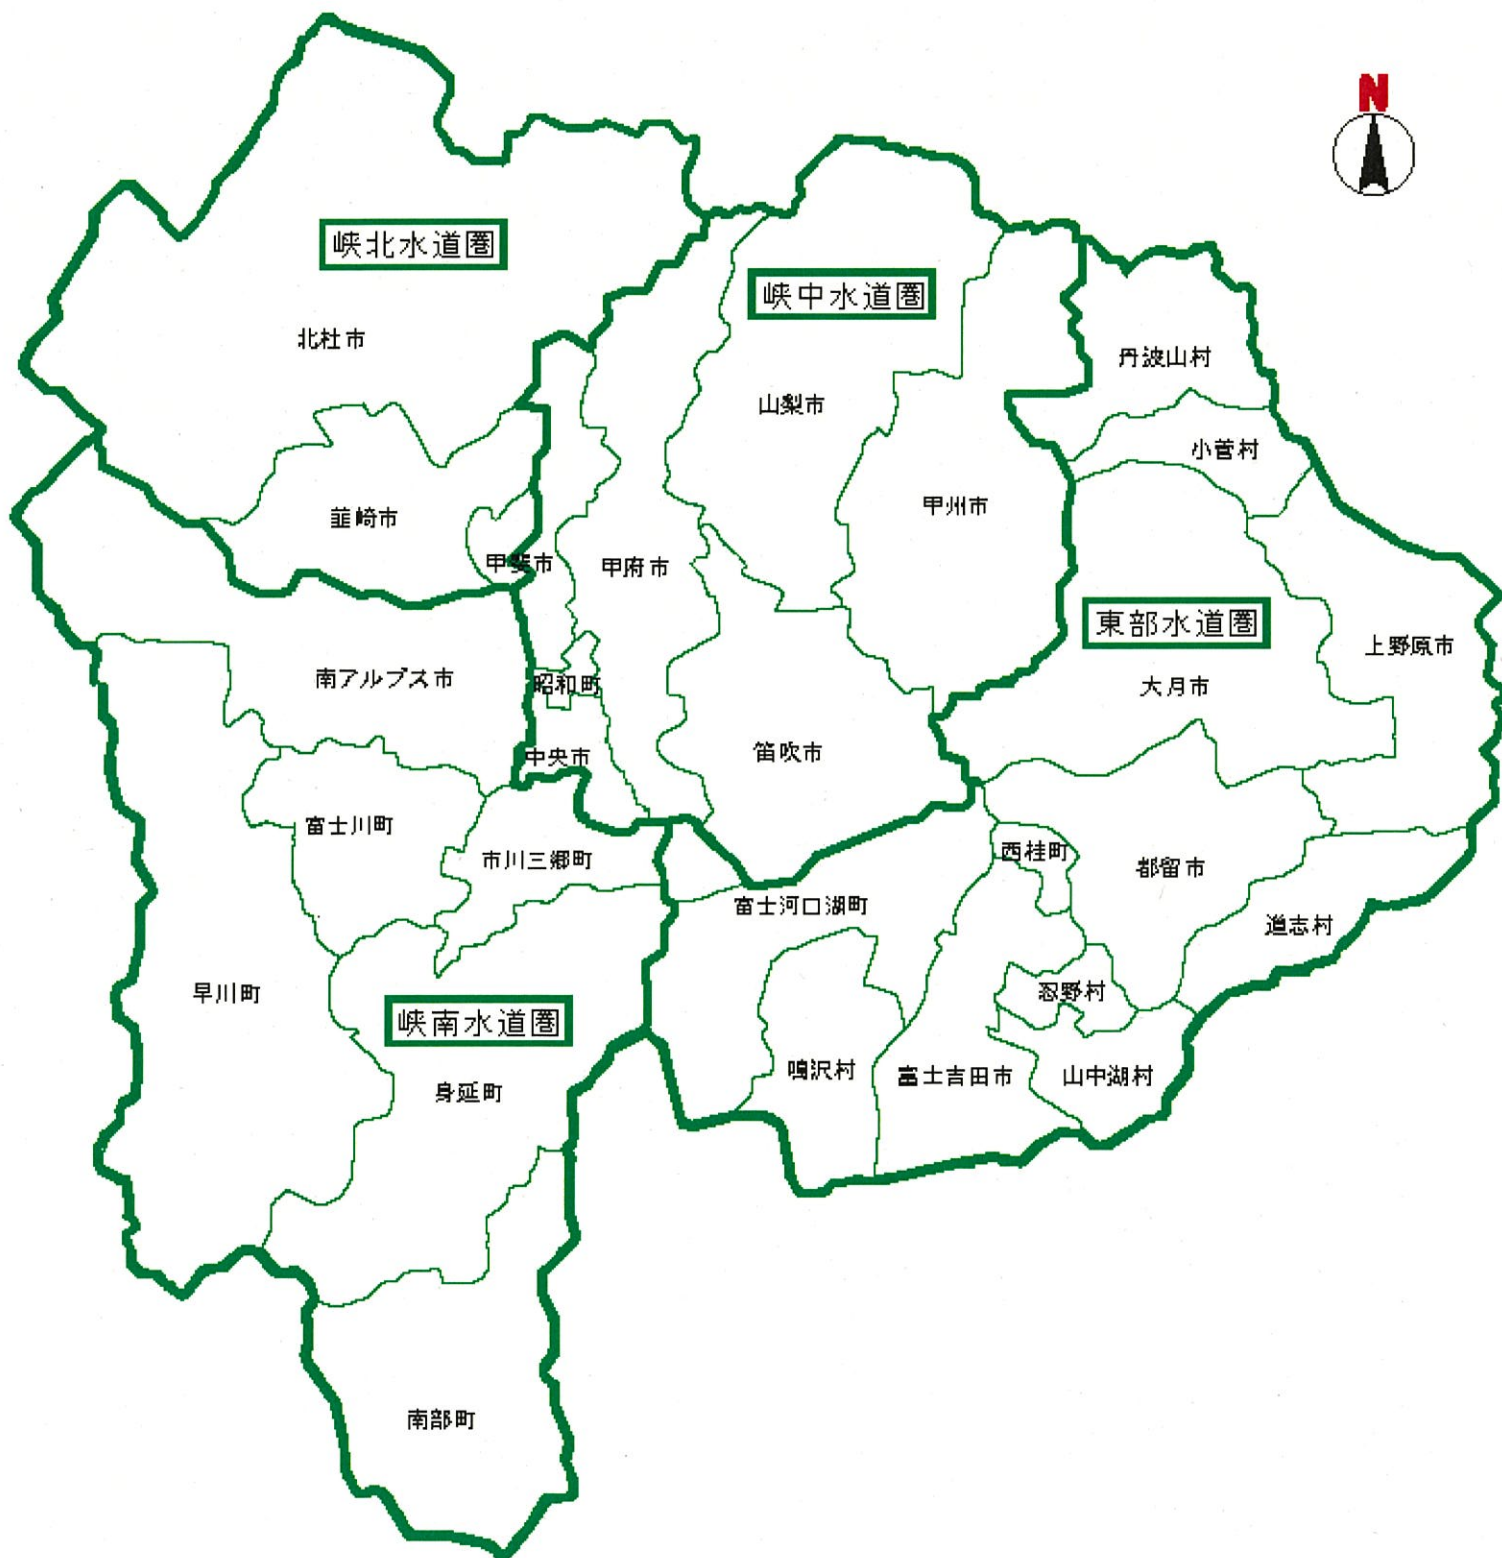 N
峡北水道圏
峡中水道圏
北杜市
丹波山村
山梨市
小菅村
韮崎市
甲州市
甲斐市
甲府市
東部水道圏
上野原市
南アルプス市
昭和町
大月市
中央市
笛吹市
富士川町
市川三郷町
西桂町
都留市
富士河口湖町
道志村
早川町
忍野村
峡南水道圏
鳴沢村
富士吉田市
山中湖村
身延町
南部町